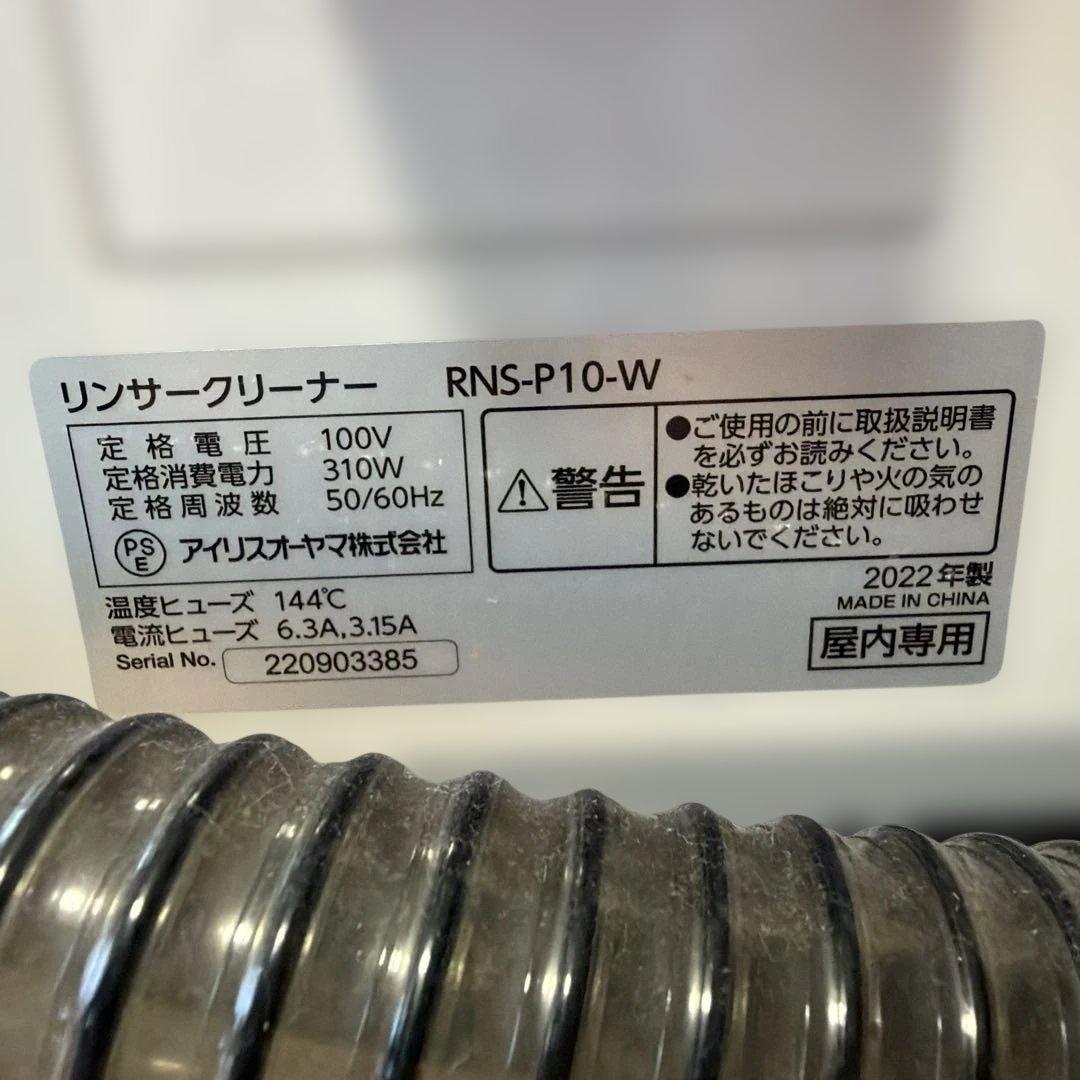 リンサークリーナー RNS-P10-W
定格電圧 100V
定格消費電力 310W
定格周波数 50/60Hz
PSE アイリスオーヤマ株式会社
警告
●ご使用の前に取扱説明書
を必ずお読みください。
●乾いたほこりや火の気の
あるものは絶対に吸わせ
ないでください。
温度ヒューズ 144℃
電流ヒューズ 6.3A,3.15A
Serial No. 220903385
2022年製
MADE IN CHINA
屋内専用